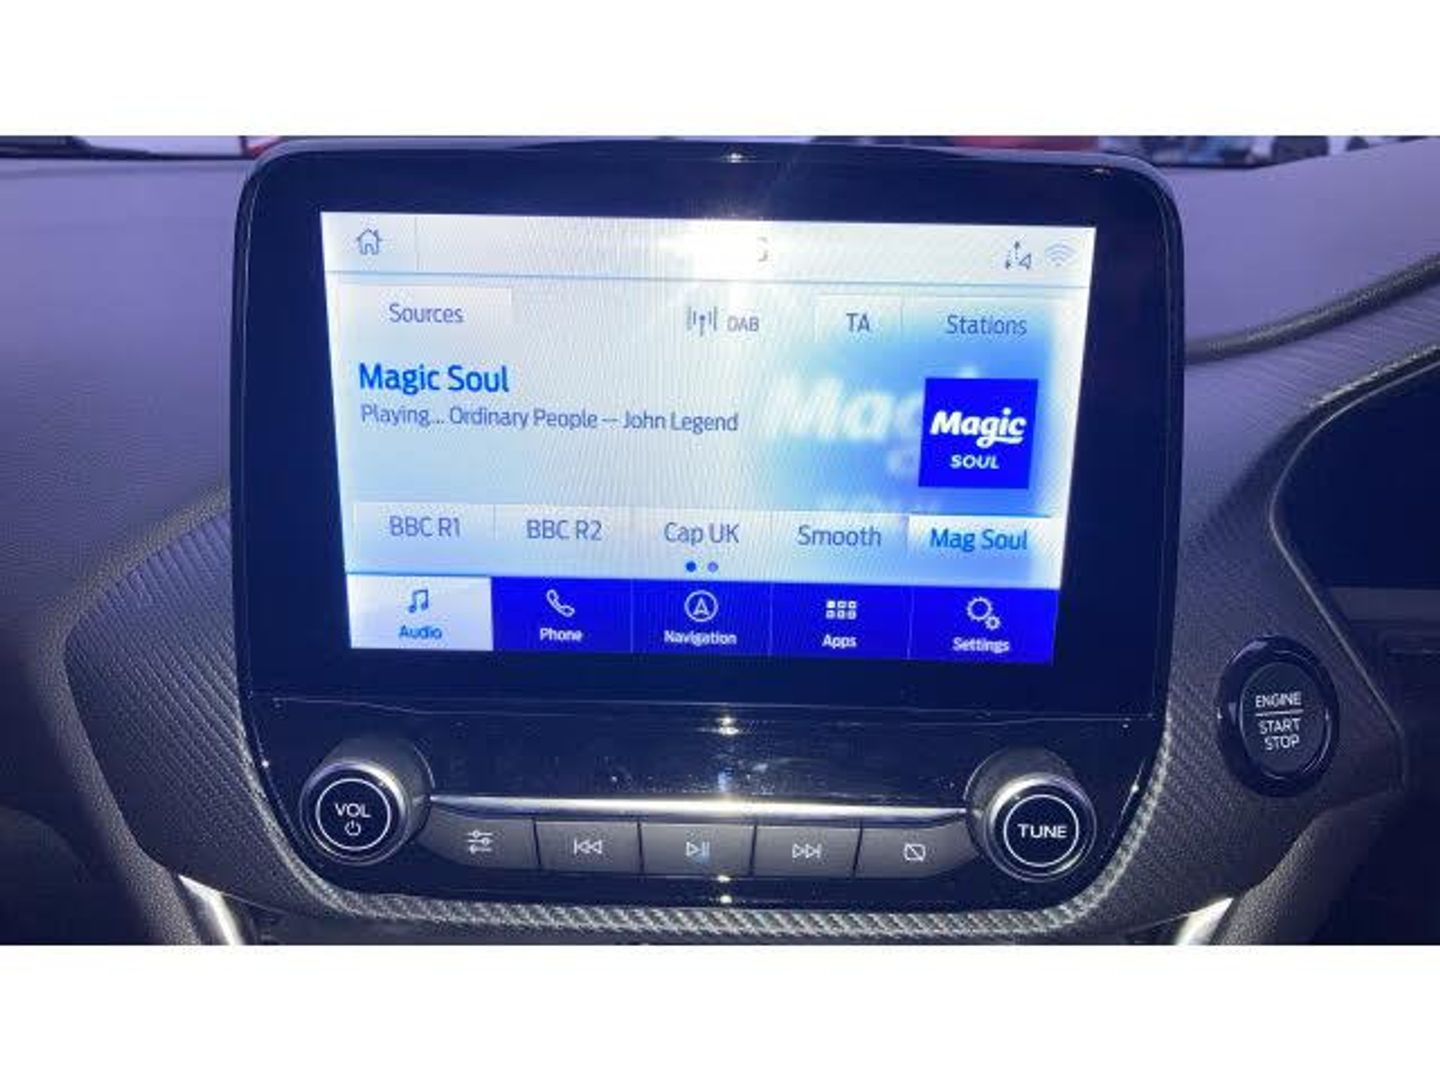 Sources
DAB
TA
Stations
Magic Soul
Playing... Ordinary People -- John Legend
Magic
SOUL
BBC R1
BBC R2
Cap UK
Smooth
Mag Soul
Audio
Phone
Navigation
Apps
Settings
ENGINE
START
STOP
VOL
TUNE